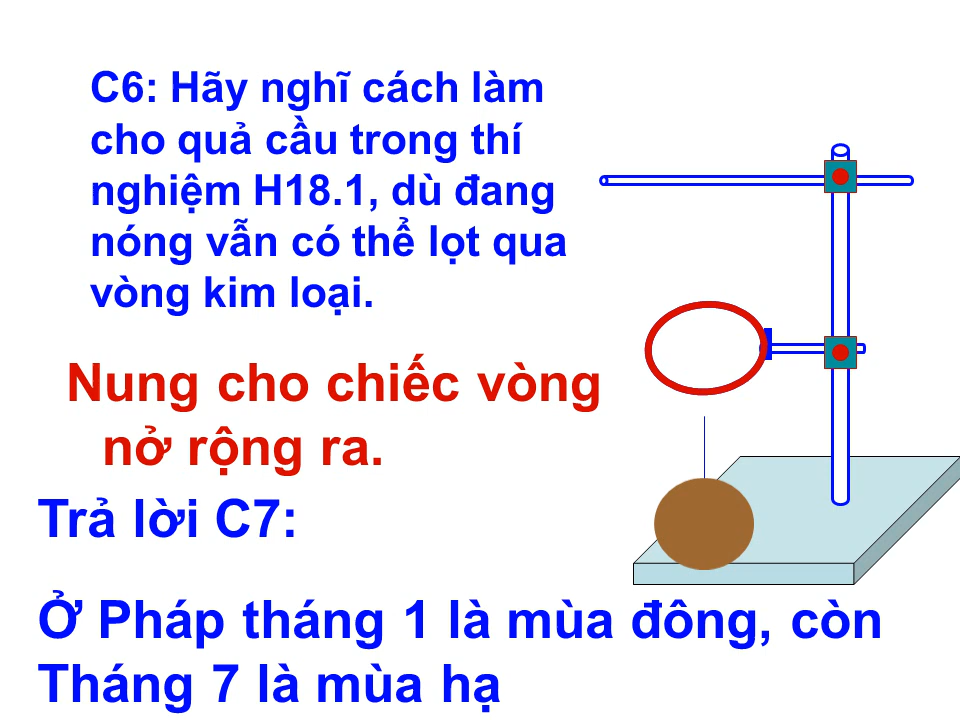 C6: Hãy nghĩ cách làm
cho quả cầu trong thí
nghiệm H18.1, dù đang
nóng vẫn có thể lọt qua
vòng kim loại.
Nung cho chiếc vòng
nở rộng ra.
Trả lời C7:
Ở Pháp tháng 1 là mùa đông, còn
Tháng 7 là mùa hạ